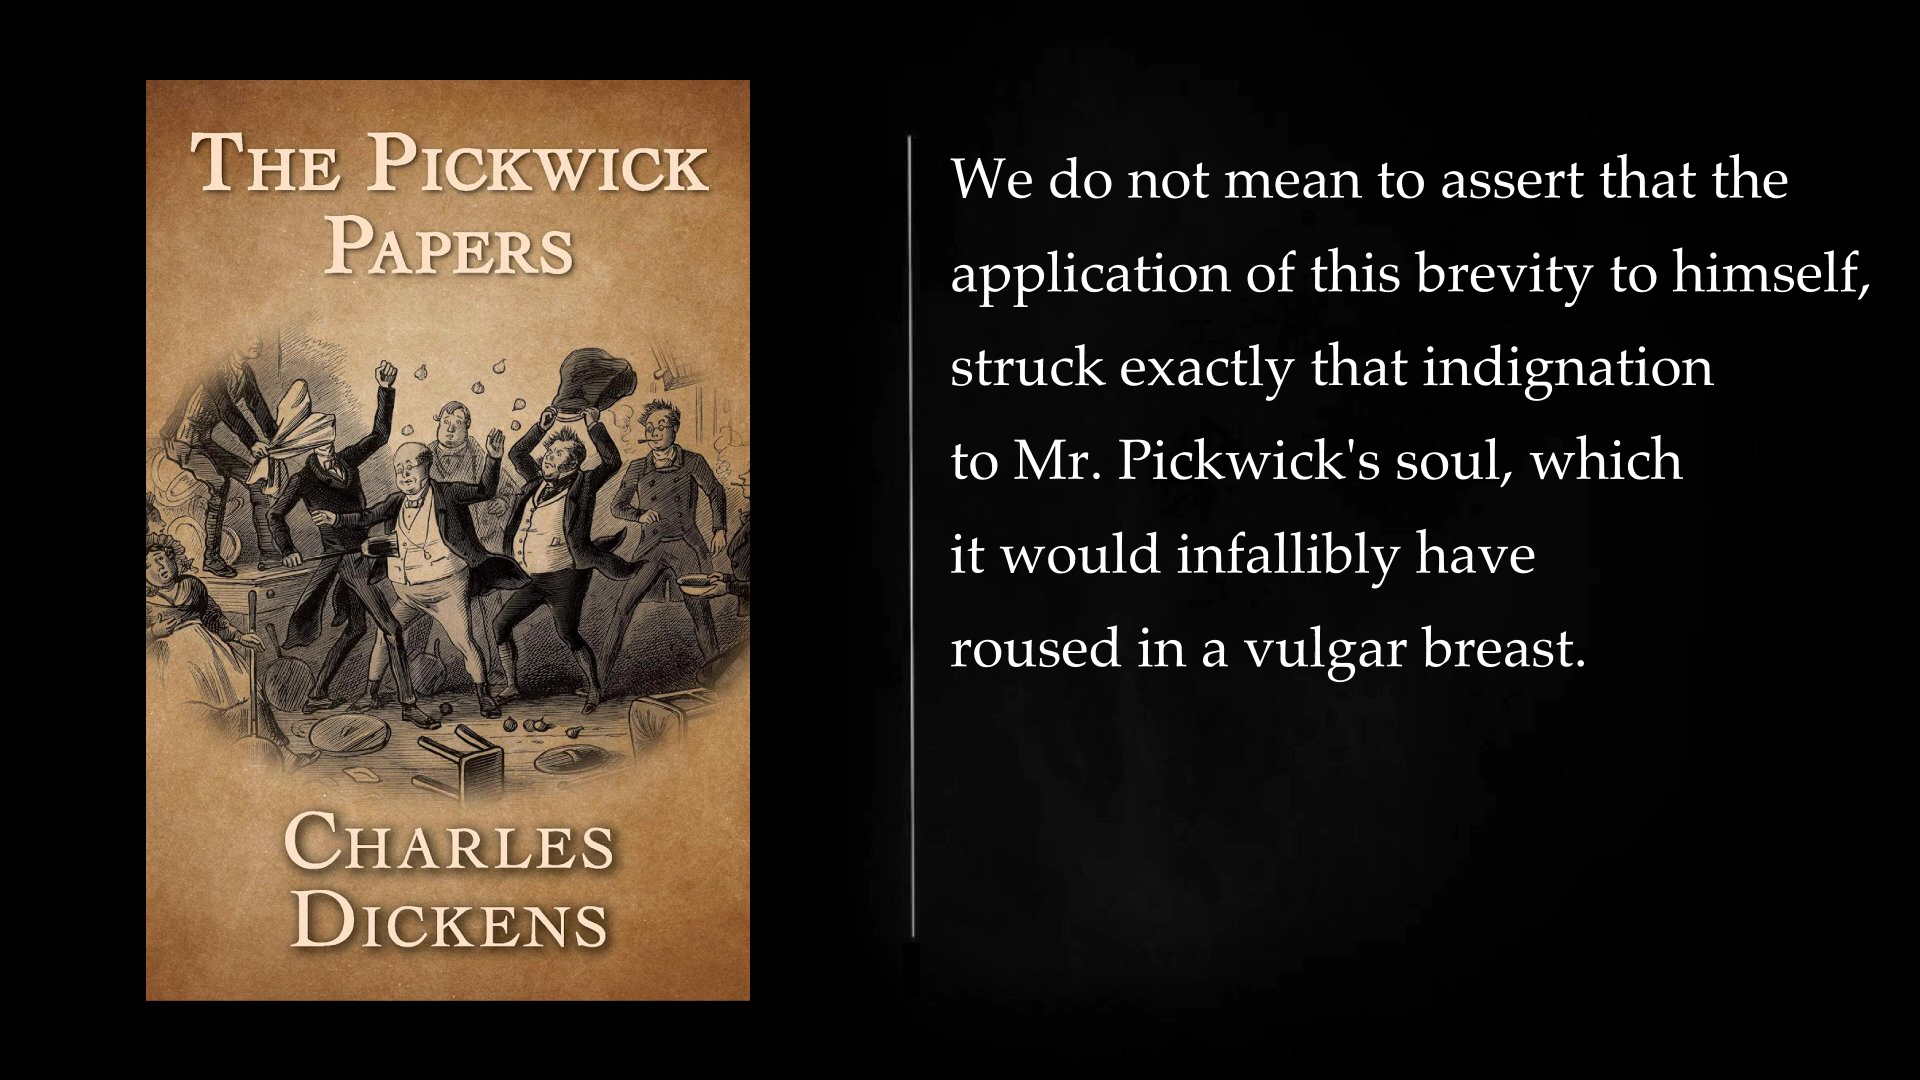 The Pickwick
Papers
Charles
Dickens
We do not mean to assert that the
application of this brevity to himself,
struck exactly that indignation
to Mr. Pickwick's soul, which
it would infallibly have
roused in a vulgar breast.